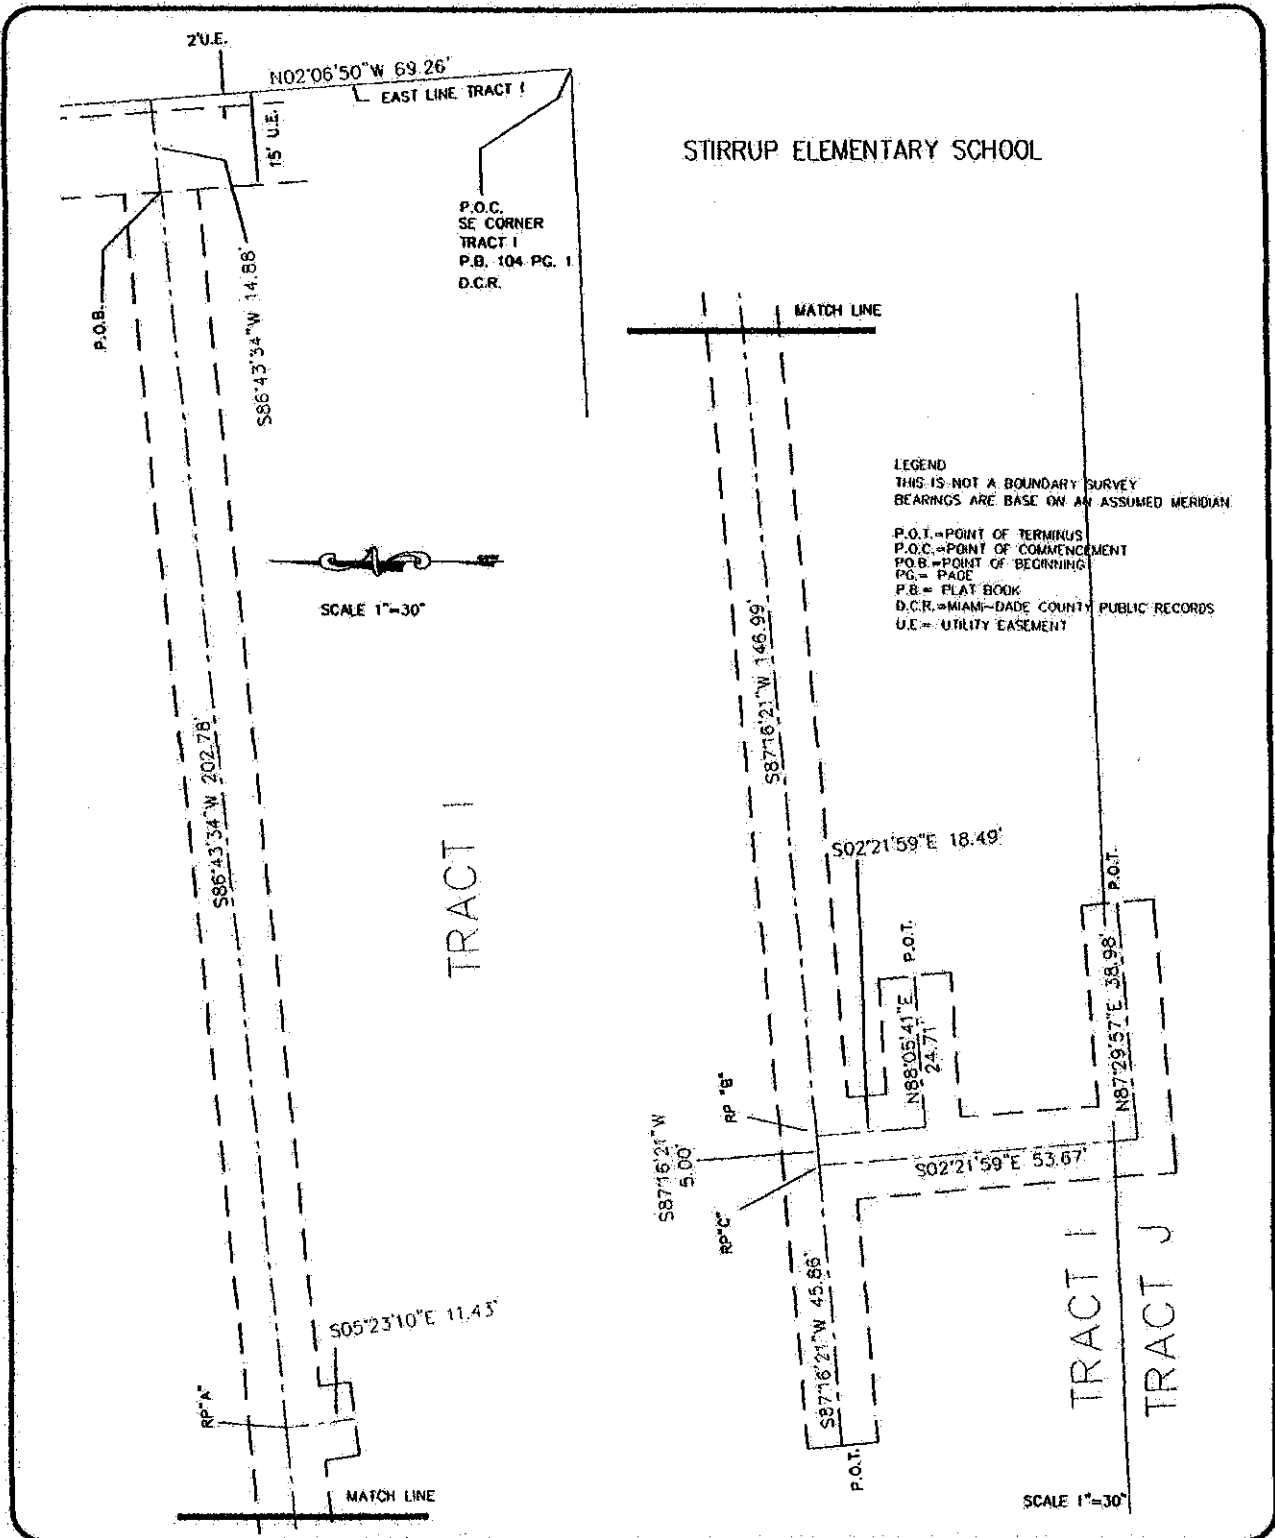 2'U.E.
N02°06'50"W 69.26'
EAST LINE TRACT I
15' U.E.
STIRRUP ELEMENTARY SCHOOL
P.O.C.
SE CORNER
TRACT I
P.B. 104 PG. 1
D.C.R.
P.O.B.
S86°43'34"W 14.88'
MATCH LINE
LEGEND
THIS IS NOT A BOUNDARY SURVEY
BEARINGS ARE BASE ON AN ASSUMED MERIDIAN
P.O.T.=POINT OF TERMINUS
P.O.C.=POINT OF COMMENCEMENT
P.O.B.=POINT OF BEGINNING
PG.= PAGE
P.B.= PLAT BOOK
D.C.R.=MIAMI-DADE COUNTY PUBLIC RECORDS
U.E.= UTILITY EASEMENT
SCALE 1"=30"
S86°43'34"W 202.78'
TRACT I
S87°16'21"W 146.99'
S02°21'59"E 18.49'
P.O.T.
P.O.T.
N88°05'41"E
24.71'
N87°29'57"E 38.98'
RP "B"
S87°16'21"W
5.00'
S02°21'59"E 53.67'
RP"C"
S87°16'21"W 45.86'
TRACT I
TRACT J
S05°23'10"E 11.43'
RP"A"
P.O.T.
MATCH LINE
SCALE 1"=30"